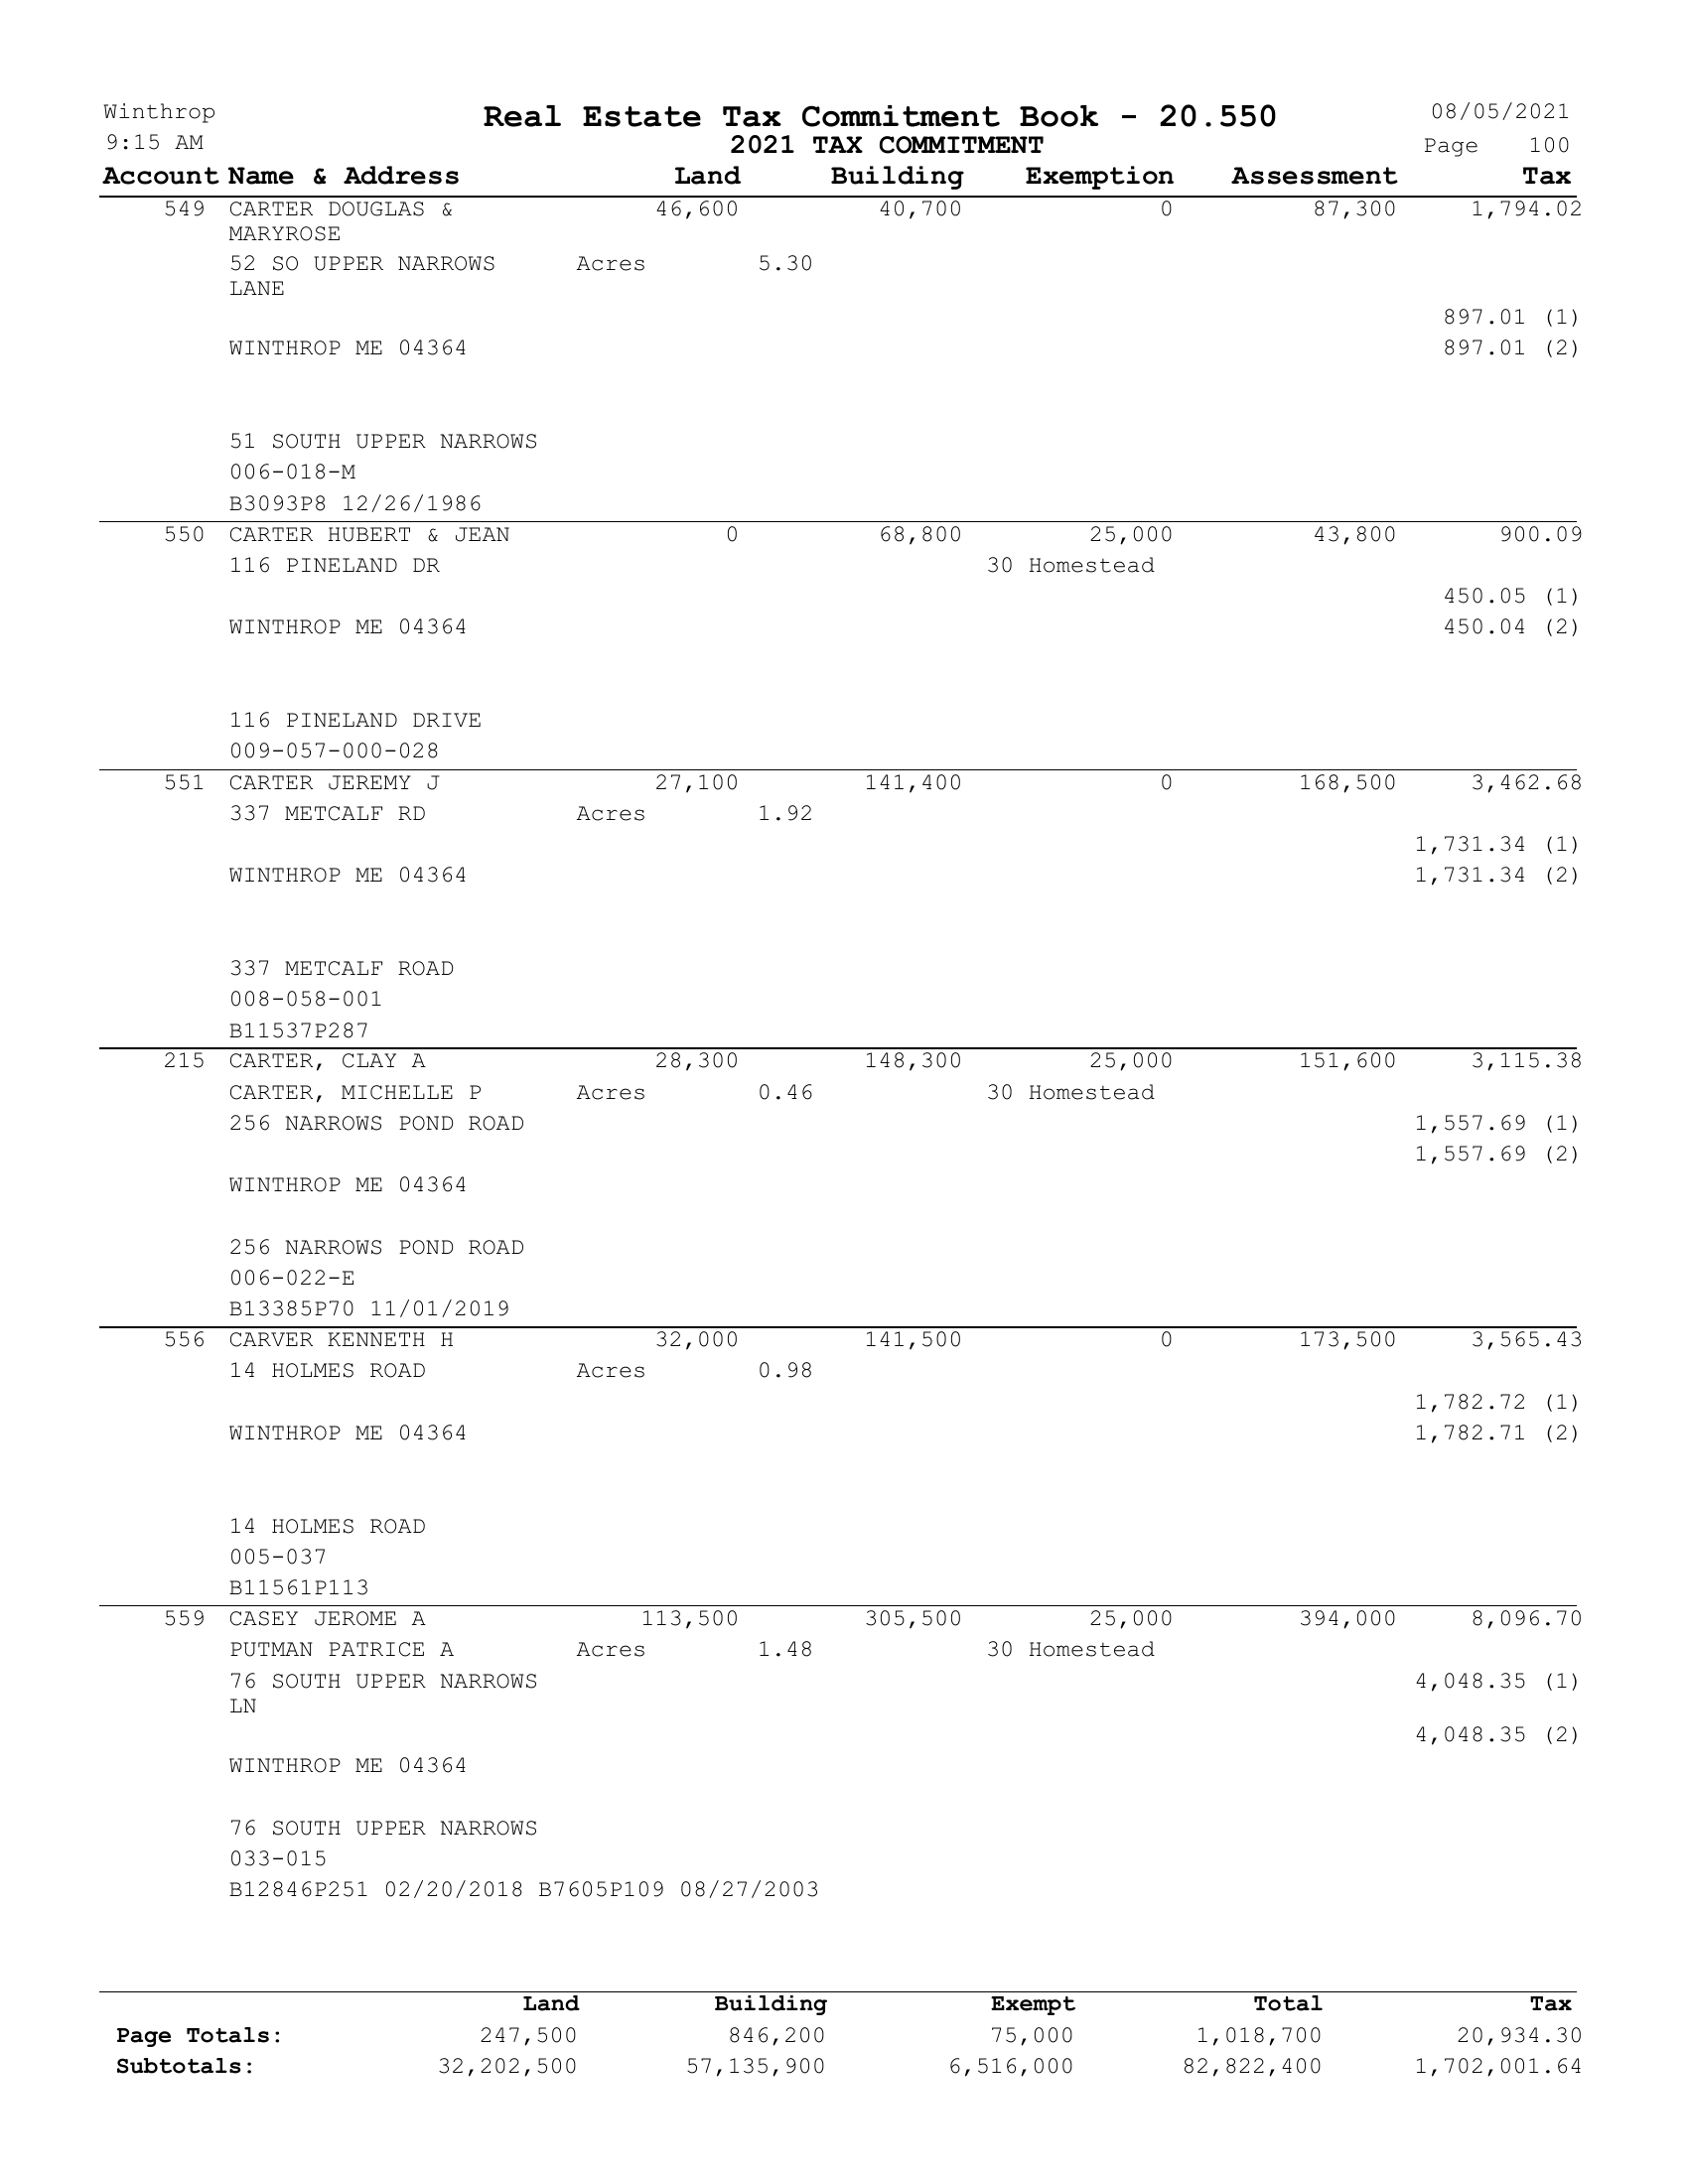 Winthrop Real Estate Tax Commitment Book - 20.550 08/05/2021
9:15 AM 2021 TAX COMMITMENT Page 100
Account Name & Address Land Building Exemption Assessment Tax
549 CARTER DOUGLAS & 46,600 40,700 0 87,300 1,794.02
MARYROSE
52 SO UPPER NARROWS Acres 5.30
LANE
897.01 (1)
WINTHROP ME 04364 897.01 (2)
51 SOUTH UPPER NARROWS
006-018-M
B3093P8 12/26/1986
550 CARTER HUBERT & JEAN 0 68,800 25,000 43,800 900.09
116 PINELAND DR 30 Homestead
450.05 (1)
WINTHROP ME 04364 450.04 (2)
116 PINELAND DRIVE
009-057-000-028
551 CARTER JEREMY J 27,100 141,400 0 168,500 3,462.68
337 METCALF RD Acres 1.92
1,731.34 (1)
WINTHROP ME 04364 1,731.34 (2)
337 METCALF ROAD
008-058-001
B11537P287
215 CARTER, CLAY A 28,300 148,300 25,000 151,600 3,115.38
CARTER, MICHELLE P Acres 0.46 30 Homestead
256 NARROWS POND ROAD 1,557.69 (1)
1,557.69 (2)
WINTHROP ME 04364
256 NARROWS POND ROAD
006-022-E
B13385P70 11/01/2019
556 CARVER KENNETH H 32,000 141,500 0 173,500 3,565.43
14 HOLMES ROAD Acres 0.98
1,782.72 (1)
WINTHROP ME 04364 1,782.71 (2)
14 HOLMES ROAD
005-037
B11561P113
559 CASEY JEROME A 113,500 305,500 25,000 394,000 8,096.70
PUTMAN PATRICE A Acres 1.48 30 Homestead
76 SOUTH UPPER NARROWS 4,048.35 (1)
LN
4,048.35 (2)
WINTHROP ME 04364
76 SOUTH UPPER NARROWS
033-015
B12846P251 02/20/2018 B7605P109 08/27/2003
Land Building Exempt Total Tax
Page Totals: 247,500 846,200 75,000 1,018,700 20,934.30
Subtotals: 32,202,500 57,135,900 6,516,000 82,822,400 1,702,001.64